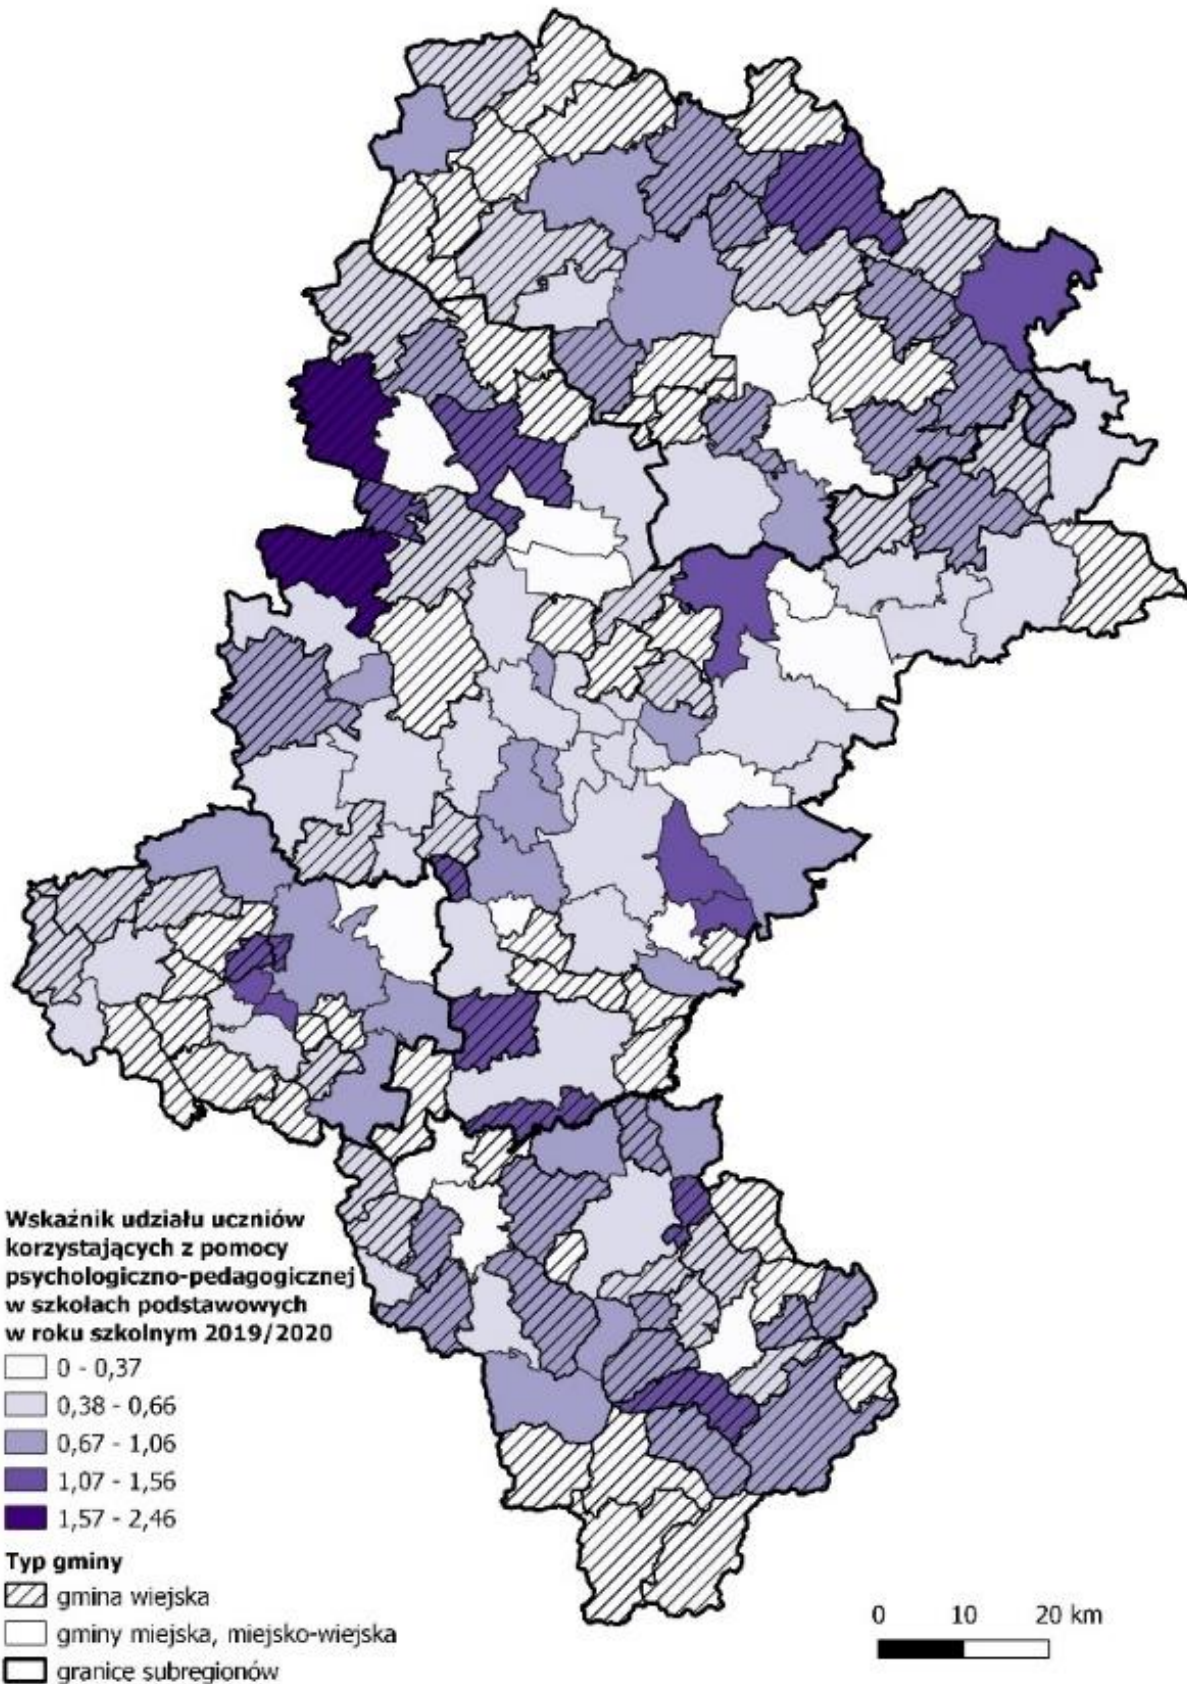 Wskaźnik udziału uczniów
korzystających z pomocy
psychologiczno-pedagogicznej
w szkołach podstawowych
w roku szkolnym 2019/2020
0 - 0,37
0,38 - 0,66
0,67 - 1,06
1,07 - 1,56
1,57 - 2,46
Typ gminy
gmina wiejska
gminy miejska, miejsko-wiejska
granice subregionów
0 10 20 km